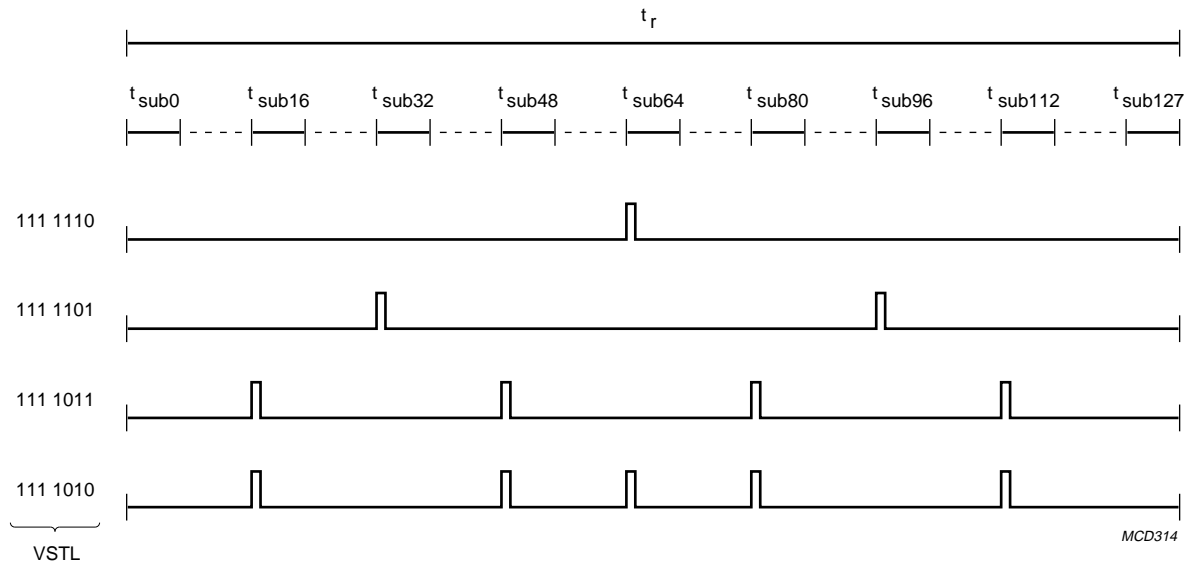 t r
t sub0 t sub16 t sub32 t sub48 t sub64 t sub80 t sub96 t sub112 t sub127
111 1110
111 1101
111 1011
111 1010
MCD314
VSTL